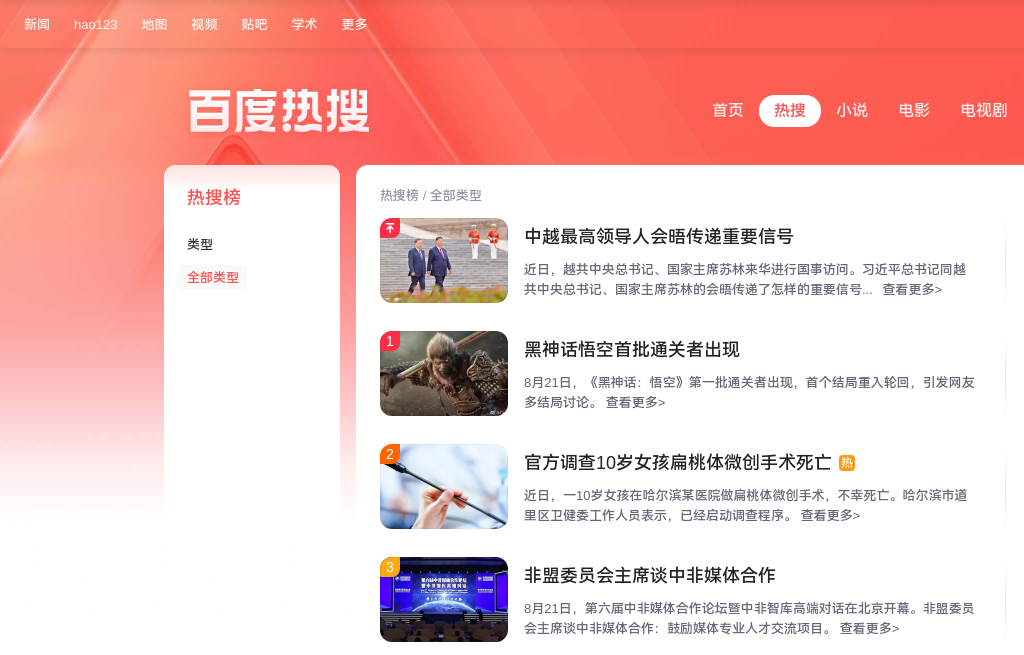 新闻 hao123 地图 视频 贴吧 学术 更多
百度热搜
首页 热搜 小说 电影 电视剧
热搜榜
类型
全部类型
热搜榜 / 全部类型
中越最高领导人会晤传递重要信号
近日，越共中央总书记、国家主席苏林来华进行国事访问。习近平总书记同越
共中央总书记、国家主席苏林的会晤传递了怎样的重要信号... 查看更多>
1
黑神话悟空首批通关者出现
8月21日，《黑神话：悟空》第一批通关者出现，首个结局重入轮回，引发网友
多结局讨论。 查看更多>
2
官方调查10岁女孩扁桃体微创手术死亡 热
近日，一10岁女孩在哈尔滨某医院做扁桃体微创手术，不幸死亡。哈尔滨市道
里区卫健委工作人员表示，已经启动调查程序。 查看更多>
3
非盟委员会主席谈中非媒体合作
8月21日，第六届中非媒体合作论坛暨中非智库高端对话在北京开幕。非盟委员
会主席谈中非媒体合作：鼓励媒体专业人才交流项目。 查看更多>